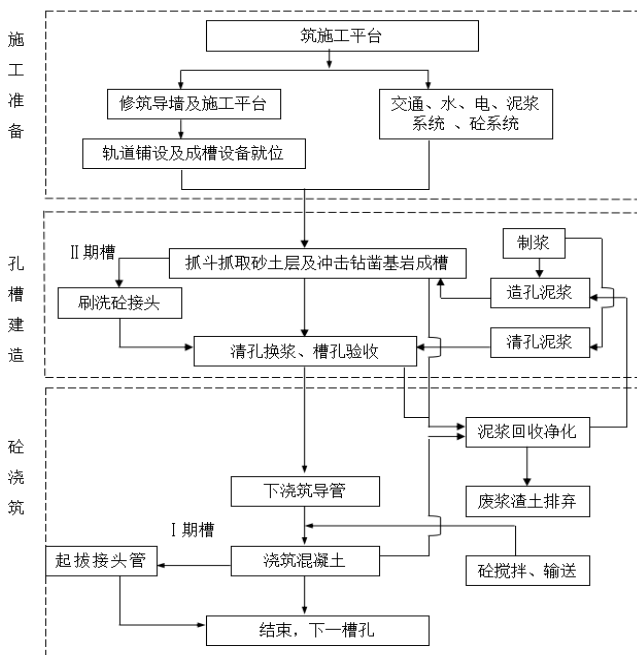 施工准备
筑施工平台
修筑导墙及施工平台
交通、水、电、泥浆
系统 、砼系统
轨道铺设及成槽设备就位
孔槽建造
II期槽
制浆
抓斗抓取砂土层及冲击钻凿基岩成槽
造孔泥浆
刷洗砼接头
清孔换浆、槽孔验收
清孔泥浆
砼浇筑
泥浆回收净化
下浇筑导管
废浆渣土排弃
I期槽
起拔接头管
浇筑混凝土
砼搅拌、输送
结束，下一槽孔